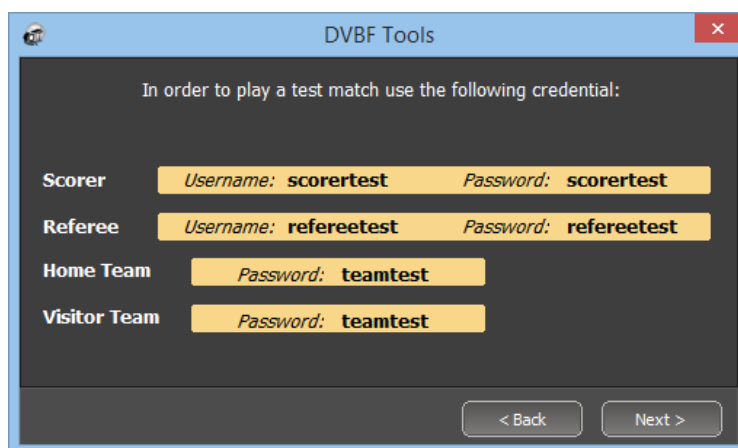 DVBF Tools
In order to play a test match use the following credential:
Scorer Username: scorertest Password: scorertest
Referee Username: refereetest Password: refereetest
Home Team Password: teamtest
Visitor Team Password: teamtest
< Back Next >